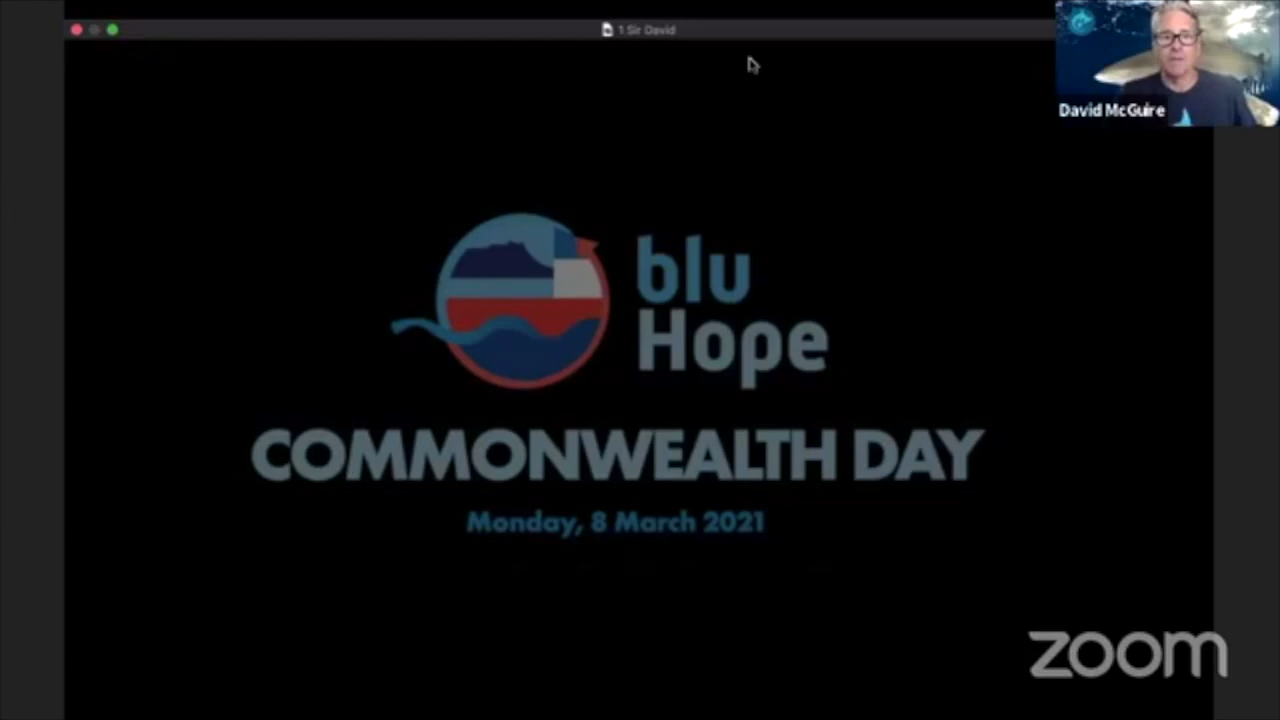 1 Sir David
David McGuire
blu
Hope
COMMONWEALTH DAY
Monday, 8 March 2021
zoom